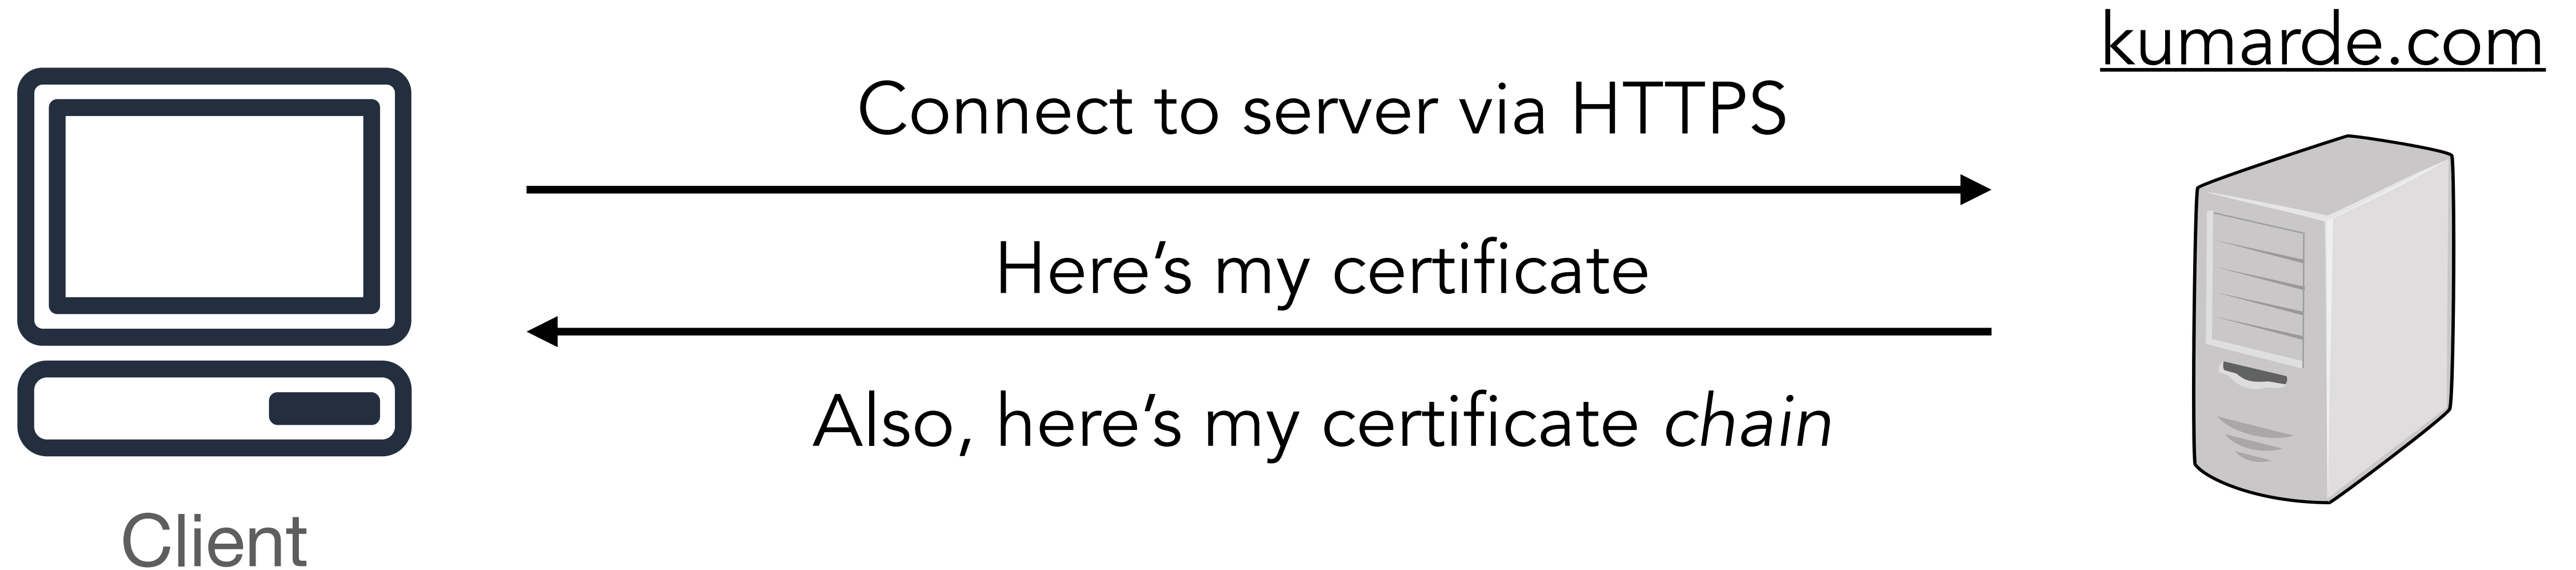 kumarde.com
Connect to server via HTTPS
Here’s my certificate
Also, here’s my certificate chain
Client